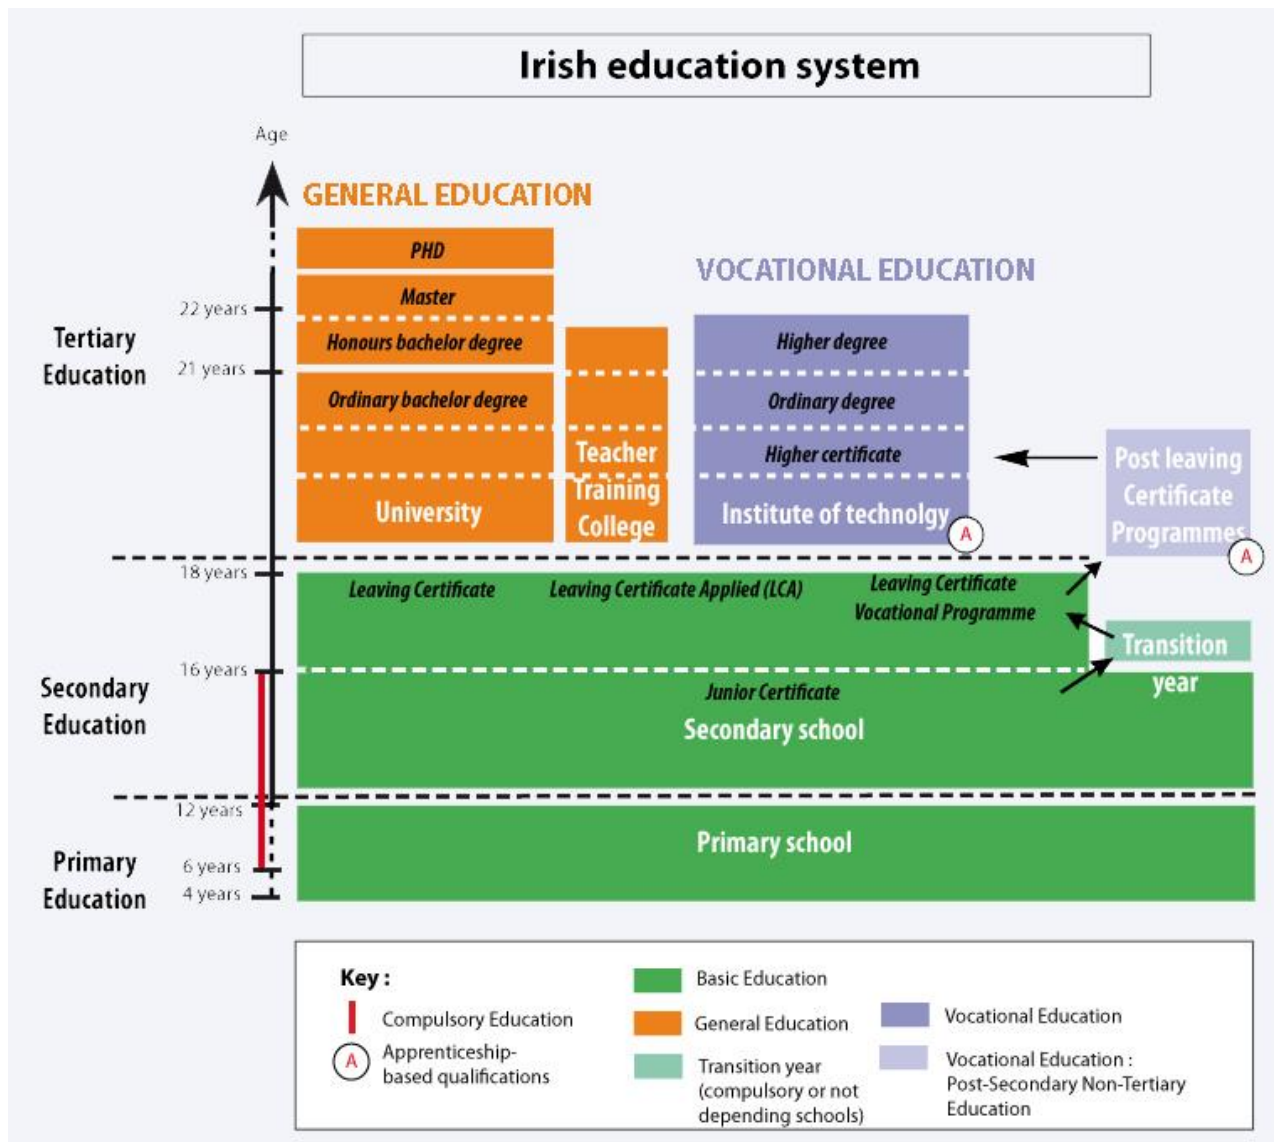 Irish education system
Age
GENERAL EDUCATION
VOCATIONAL EDUCATION
Tertiary
Education
22 years
21 years
PHD
Master
Honours bachelor degree
Ordinary bachelor degree
University
Teacher
Training
College
Higher degree
Ordinary degree
Higher certificate
Institute of technolgy
A
Post leaving
Certificate
Programmes
A
18 years
Leaving Certificate
Leaving Certificate Applied (LCA)
Leaving Certificate
Vocational Programme
Transition
year
Secondary
Education
16 years
Junior Certificate
Secondary school
12 years
Primary
Education
6 years
4 years
Primary school
Key :
Compulsory Education
A
Apprenticeship-
based qualifications
Basic Education
General Education
Transition year
(compulsory or not
depending schools)
Vocational Education
Vocational Education :
Post-Secondary Non-Tertiary
Education